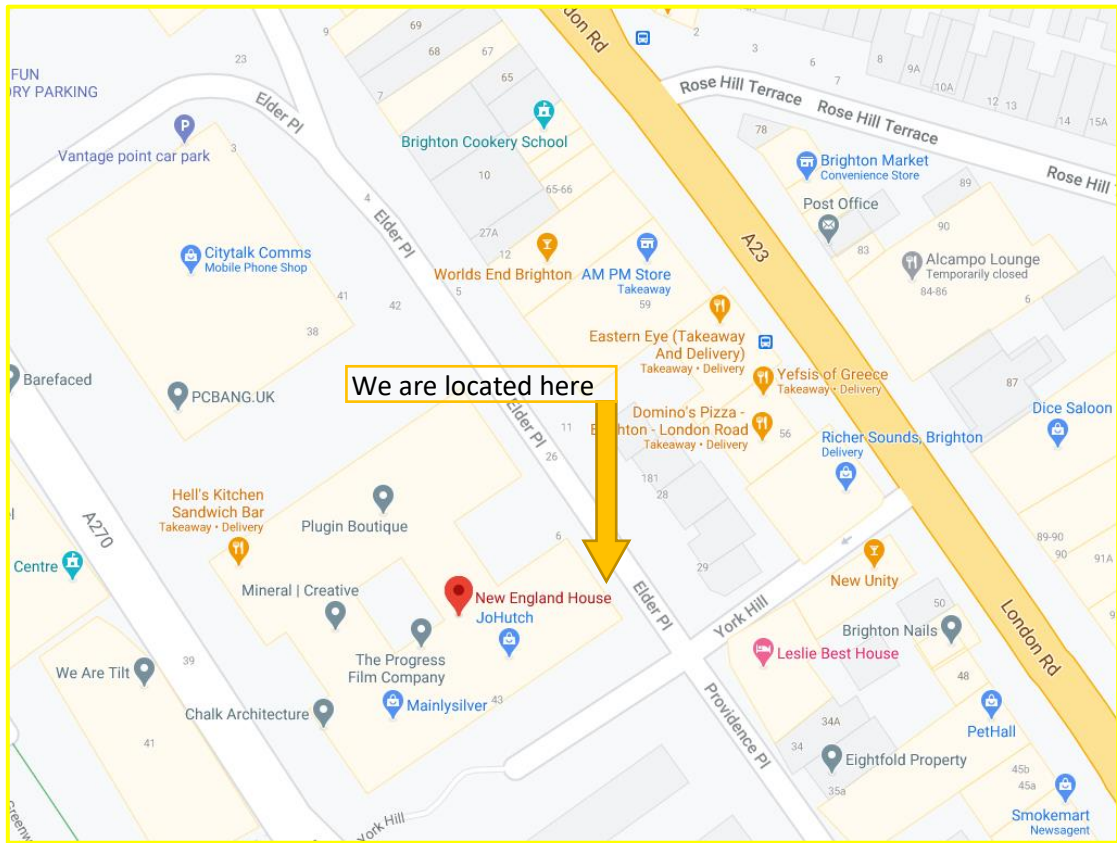 FUN
RY PARKING
Vantage point car park
Elder Pl
23
3
9
7
69
68
67
65
Brighton Cookery School
10
65-66
27A
12
don Rd
2
3
6
7
8
9A
10A
12
13
14
15A
Rose Hill Terrace
Rose Hill Terrace
Rose Hill
78
Brighton Market
Convenience Store
Post Office
89
83
90
Alcampo Lounge
Temporarily closed
84-86
6
87
4
Elder Pl
Citytalk Comms
Mobile Phone Shop
41
42
38
5
Worlds End Brighton
AM PM Store
Takeaway
59
A23
Eastern Eye (Takeaway
And Delivery)
Takeaway • Delivery
Yefsis of Greece
Takeaway • Delivery
Barefaced
PCBANG.UK
We are located here
Elder Pl
11
26
Domino's Pizza -
hton - London Road
Takeaway • Delivery
56
Richer Sounds, Brighton
Delivery
Dice Saloon
181
28
29
A270
Hell's Kitchen
Sandwich Bar
Takeaway • Delivery
Plugin Boutique
6
Centre
Mineral | Creative
New England House
JoHutch
The Progress
Film Company
Elder Pl
York Hill
New Unity
89-90
90
91A
50
Brighton Nails
London Rd
Leslie Best House
48
We Are Tilt
39
Chalk Architecture
Mainlysilver
43
41
Providence Pl
34A
34
35a
Eightfold Property
PetHall
45b
45a
Smokemart
Newsagent
York Hill
Greenw